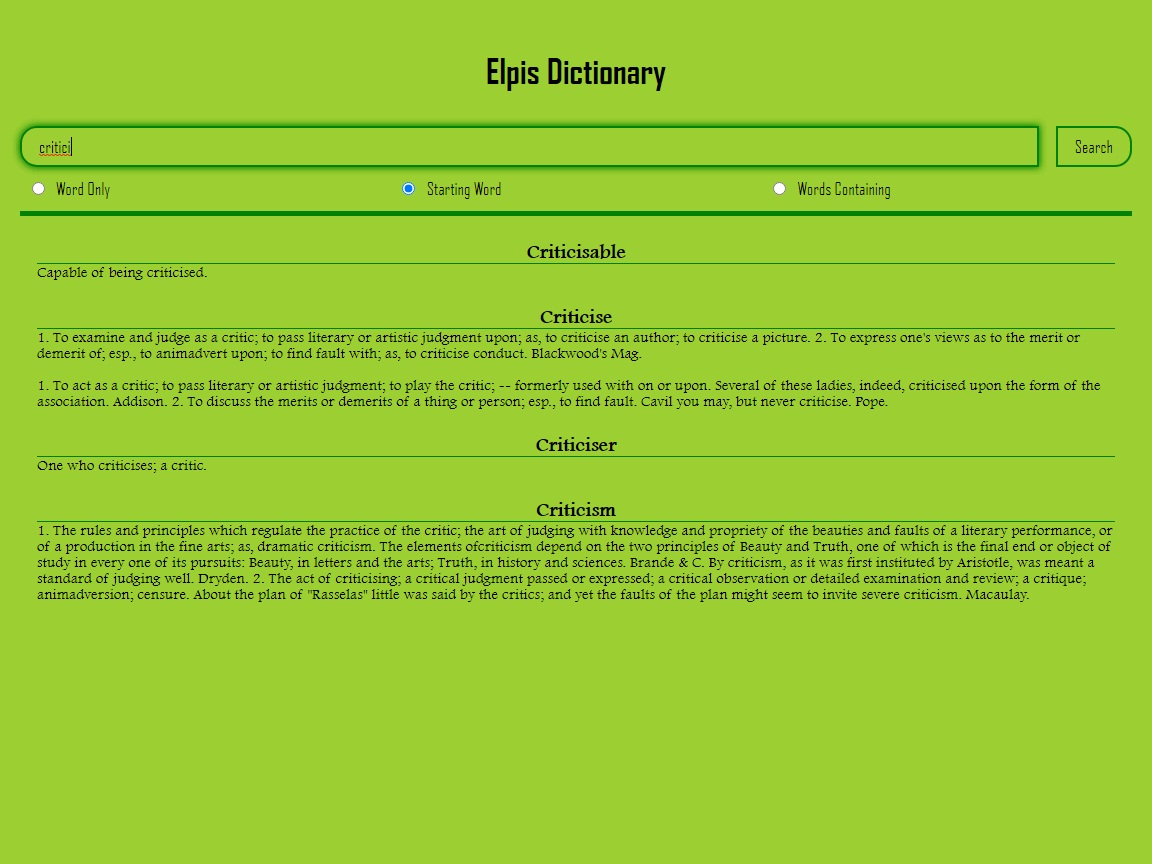 Elpis Dictionary
critici
Search
Word Only
Starting Word
Words Containing
Criticisable
Capable of being criticised.
Criticise
1. To examine and judge as a critic; to pass literary or artistic judgment upon; as, to criticise an author; to criticise a picture. 2. To express one's views as to the merit or
demerit of; esp., to animadvert upon; to find fault with; as, to criticise conduct. Blackwood's Mag.
1. To act as a critic; to pass literary or artistic judgment; to play the critic; -- formerly used with on or upon. Several of these ladies, indeed, criticised upon the form of the
association. Addison. 2. To discuss the merits or demerits of a thing or person; esp., to find fault. Cavil you may, but never criticise. Pope.
Criticiser
One who criticises; a critic.
Criticism
1. The rules and principles which regulate the practice of the critic; the art of judging with knowledge and propriety of the beauties and faults of a literary performance, or
of a production in the fine arts; as, dramatic criticism. The elements ofcriticism depend on the two principles of Beauty and Truth, one of which is the final end or object of
study in every one of its pursuits: Beauty, in letters and the arts; Truth, in history and sciences. Brande & C. By criticism, as it was first instituted by Aristotle, was meant a
standard of judging well. Dryden. 2. The act of criticising; a critical judgment passed or expressed; a critical observation or detailed examination and review; a critique;
animadversion; censure. About the plan of "Rasselas" little was said by the critics; and yet the faults of the plan might seem to invite severe criticism. Macaulay.